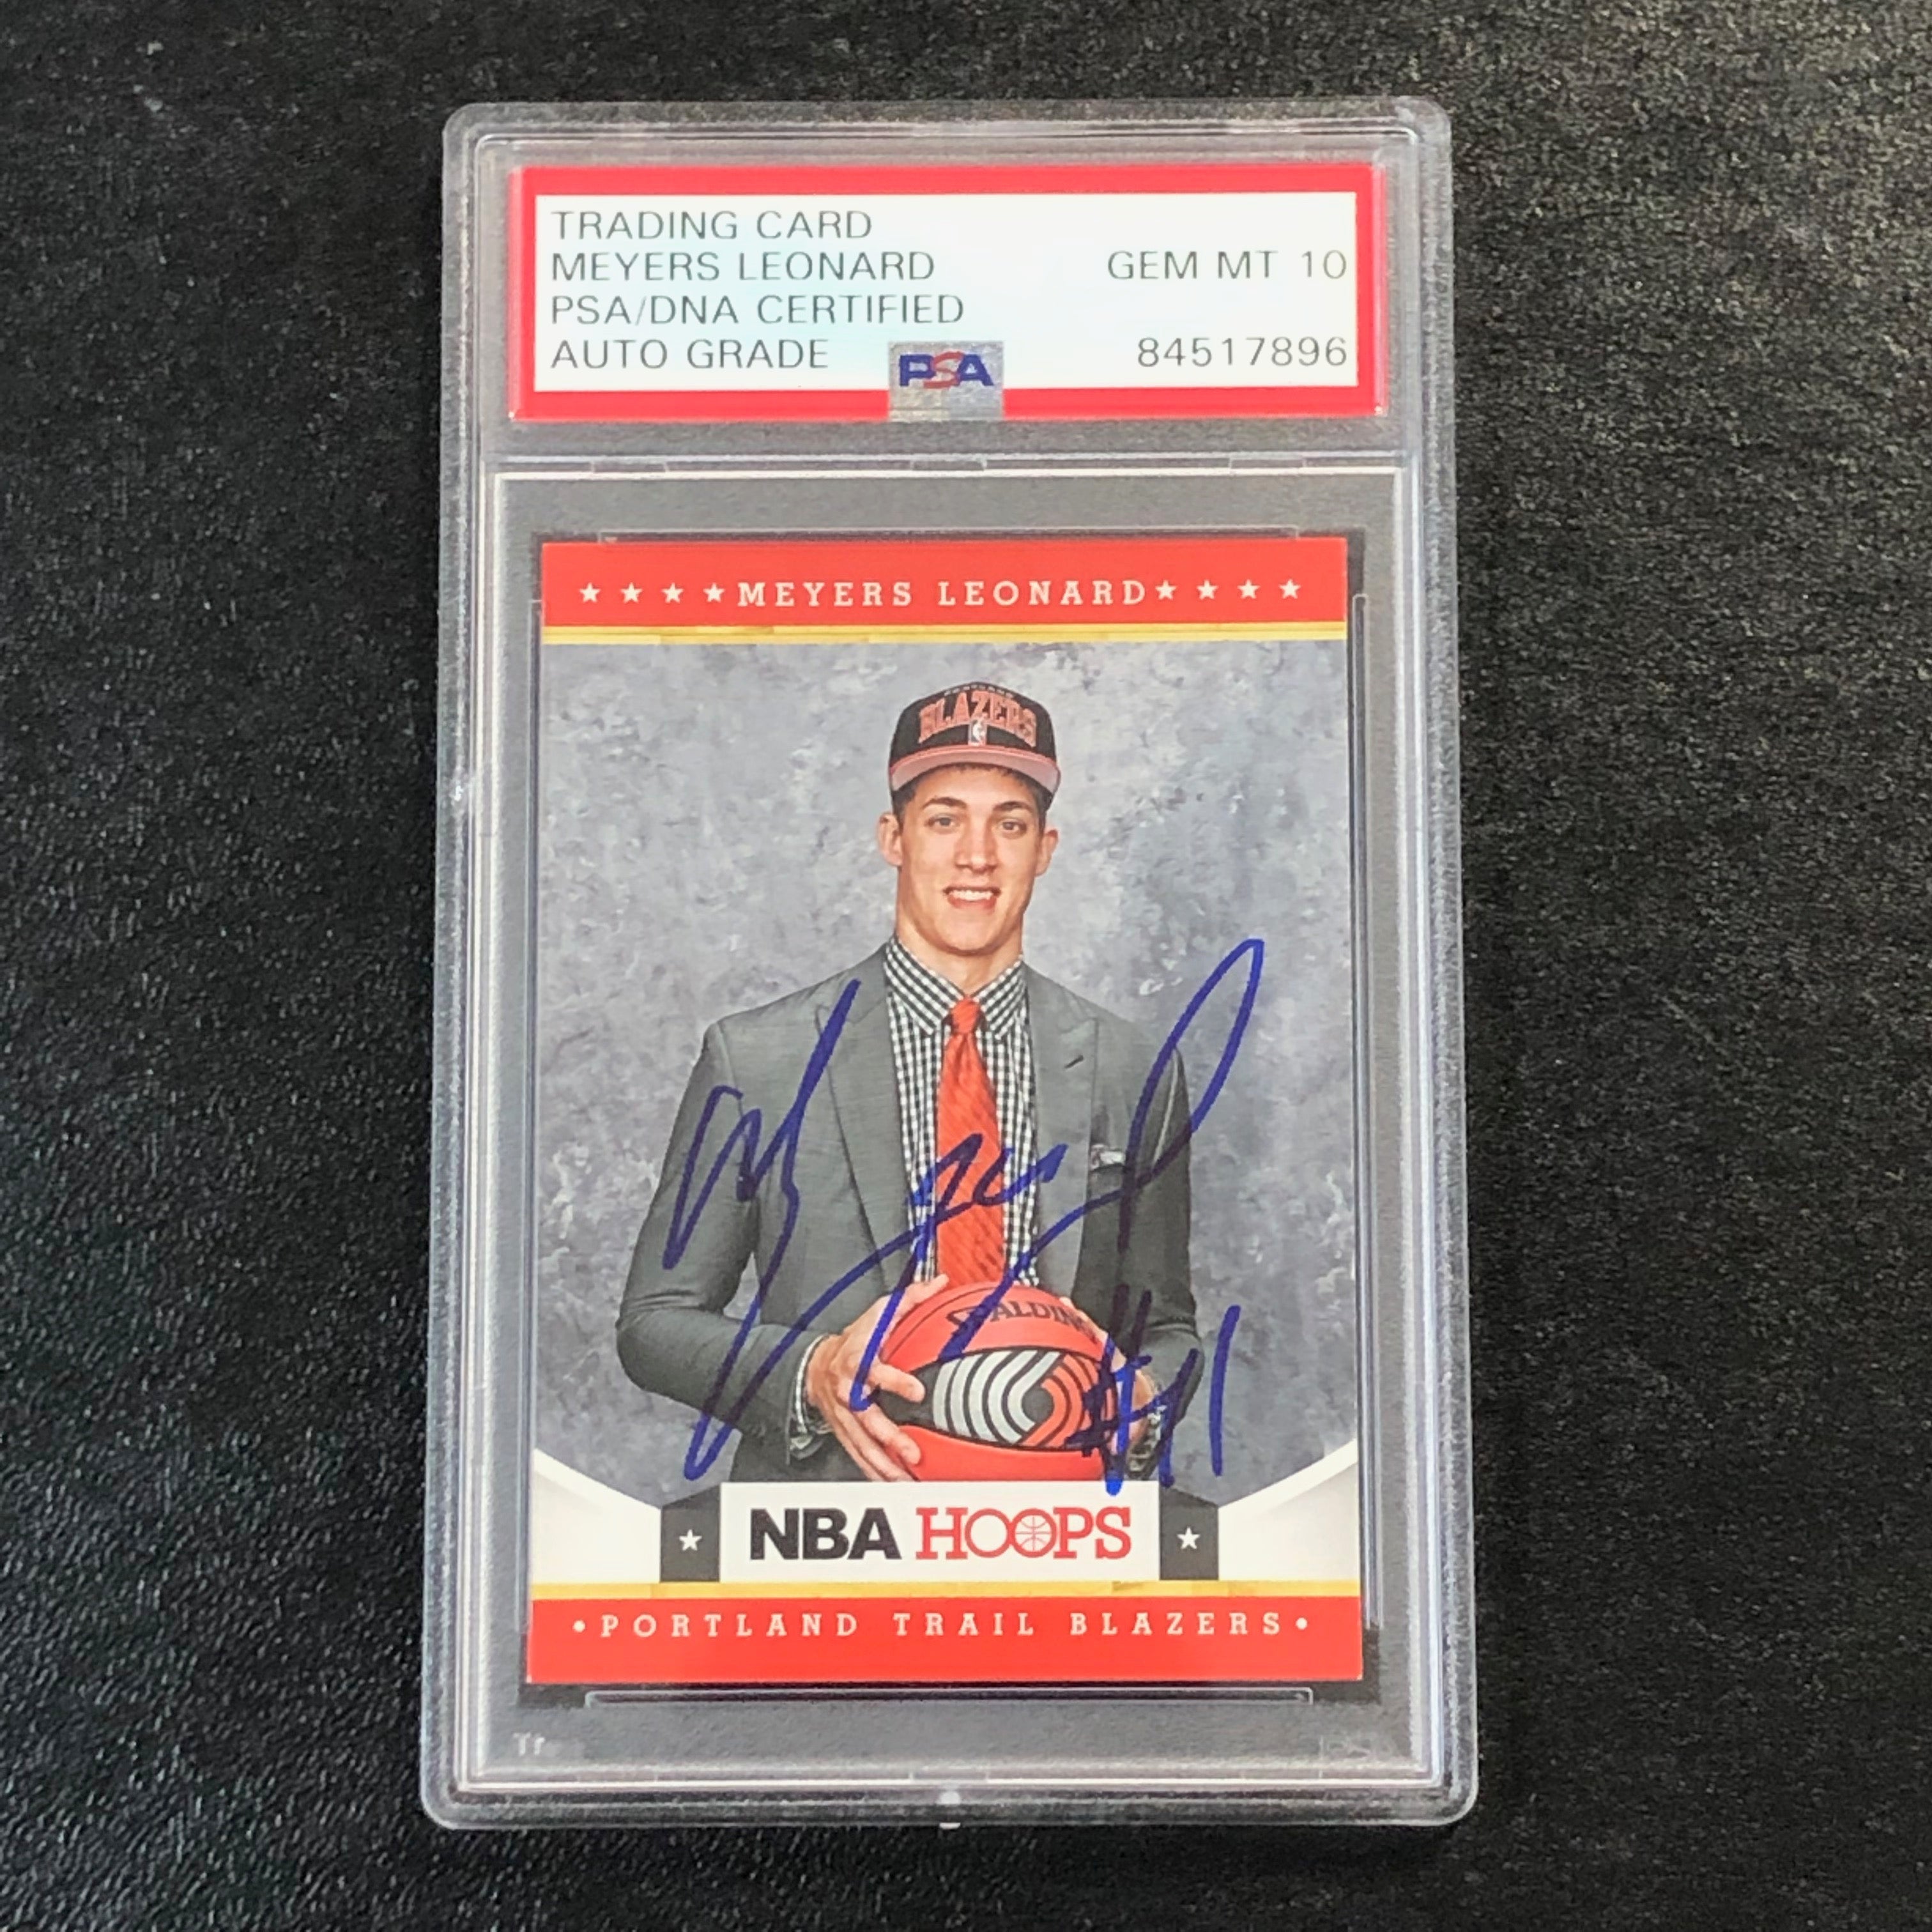 TRADING CARD
MEYERS LEONARD
PSA/DNA CERTIFIED
AUTO GRADE
GEM MT 10
84517896
PSA
★ ★ ★ ★ MEYERS LEONARD ★ ★ ★ ★
BLAZERS
SPALDING
#11
★ NBA HOOPS ★
• PORTLAND TRAIL BLAZERS •